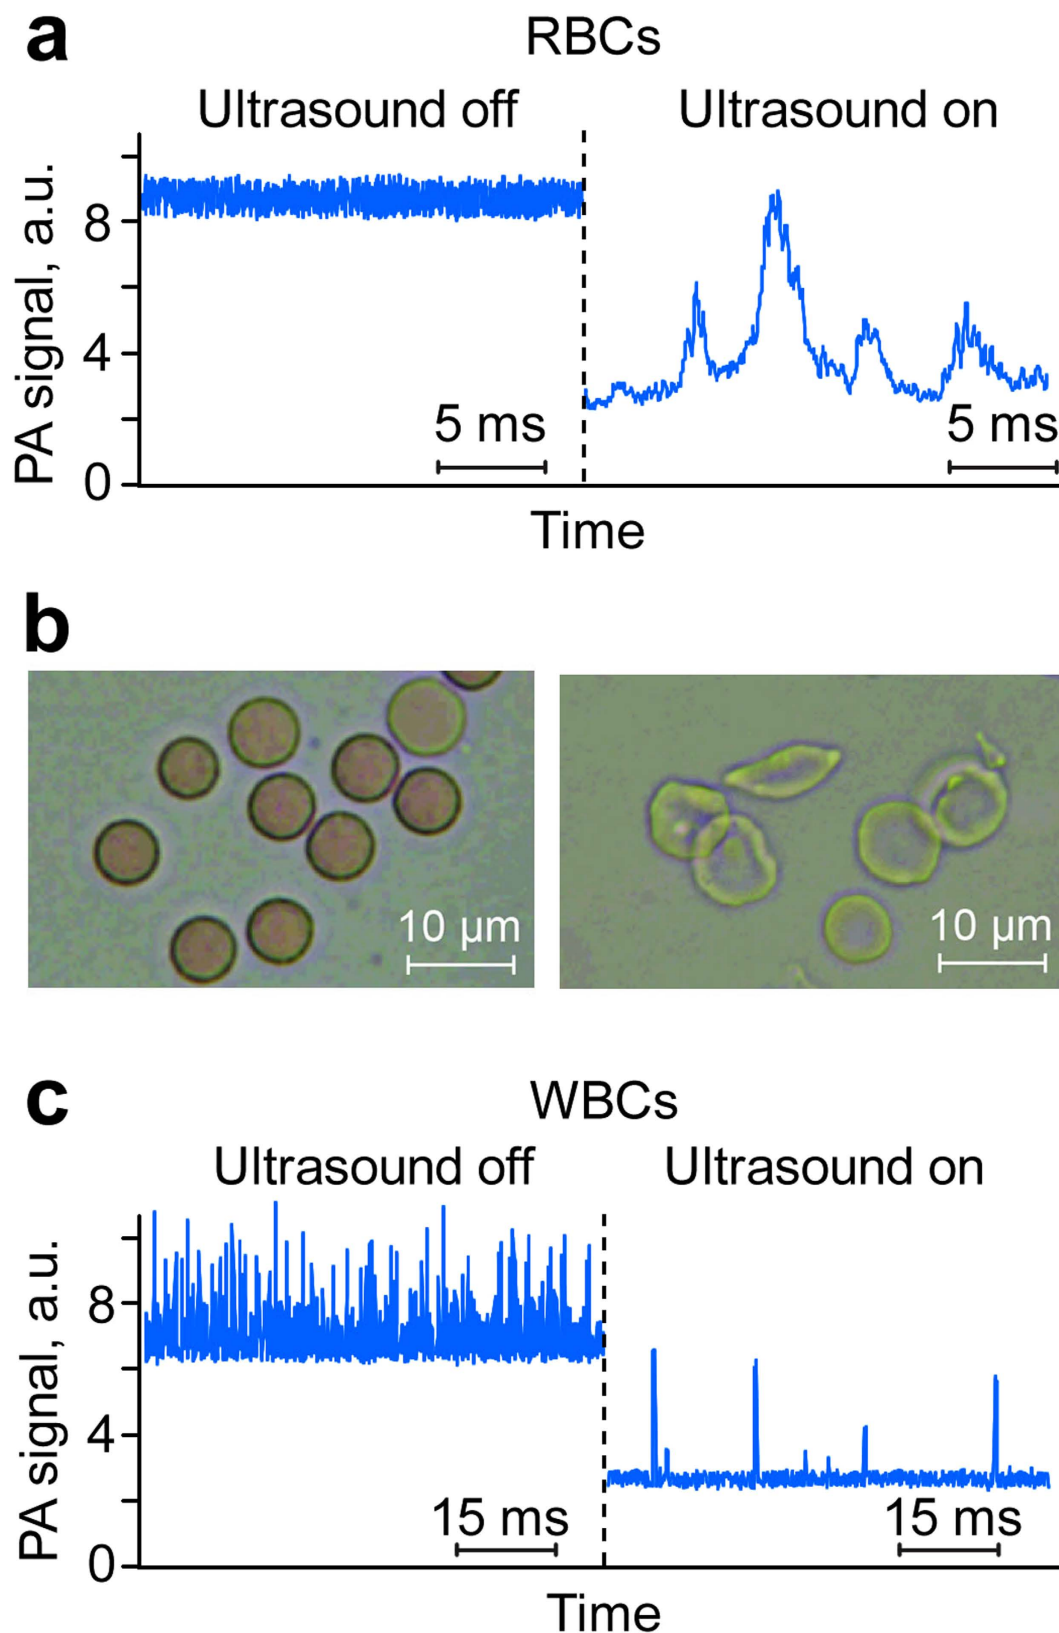 a
RBCs
Ultrasound off
Ultrasound on
PA signal, a.u.
8
4
0
5 ms
5 ms
Time
b
10 µm
10 µm
c
WBCs
Ultrasound off
Ultrasound on
PA signal, a.u.
8
4
0
15 ms
15 ms
Time